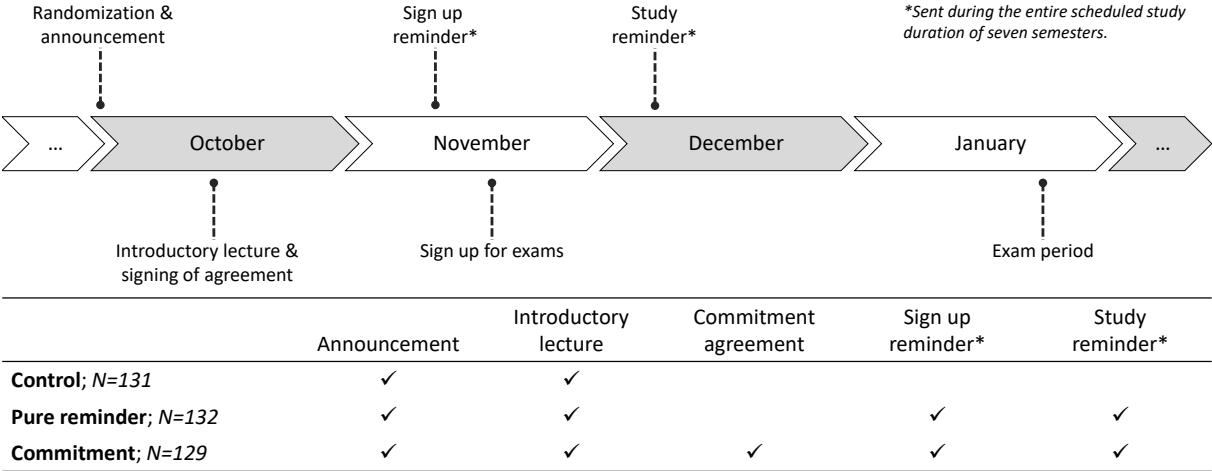 Randomization &
announcement
Sign up
reminder*
Study
reminder*
*Sent during the entire scheduled study
duration of seven semesters.
...
October
November
December
January
...
Introductory lecture &
signing of agreement
Sign up for exams
Exam period
Announcement
Introductory
lecture
Commitment
agreement
Sign up
reminder*
Study
reminder*
Control; N=131 ✓ ✓
Pure reminder; N=132 ✓ ✓ ✓ ✓
Commitment; N=129 ✓ ✓ ✓ ✓ ✓